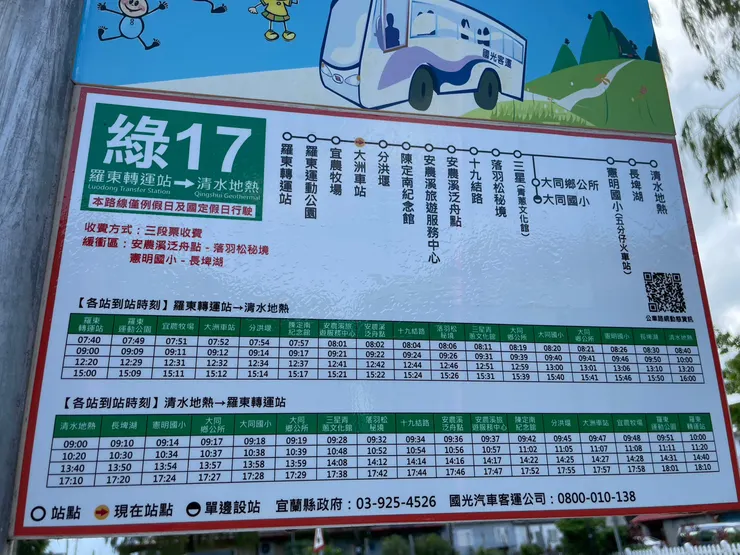 國光客運
綠17
羅東轉運站→清水地熱
Luodong Transfer Station Qingshu Geothermal
本路線僅例假日及國定假日行駛
收費方式：三段票收費
緩衝區：安農溪泛舟點 - 落羽松秘境
憲明國小 - 長埤湖
羅東轉運站
羅東運動公園
宜農牧場
大洲車站
分洪堰
陳定南紀念館
安農溪旅遊服務中心
安農溪泛舟點
十九結路
落羽松秘境
三星(青蔥文化館)
大同鄉公所
大同國小
憲明國小(五分仔火車站)
長埤湖
清水地熱
公車路網動態資訊
【各站到站時刻】羅東轉運站→清水地熱
羅東轉運站 羅東運動公園 宜農牧場 大洲車站 分洪堰 陳定南紀念館 安農溪旅遊服務中心 安農溪泛舟點 十九結路 落羽松秘境 三星青蔥文化館 大同鄉公所 大同國小 大同鄉公所 憲明國小 長埤湖 清水地熱
07:40 07:49 07:51 07:52 07:54 07:57 08:01 08:02 08:04 08:06 08:11 08:19 08:20 08:21 08:26 08:30 08:40
09:00 09:09 09:11 09:12 09:14 09:17 09:21 09:22 09:24 09:26 09:31 09:39 09:40 09:41 09:46 09:50 10:00
12:20 12:29 12:31 12:32 12:34 12:37 12:41 12:42 12:44 12:46 12:51 12:59 13:00 13:01 13:06 13:10 13:20
15:00 15:09 15:11 15:12 15:14 15:17 15:21 15:22 15:24 15:26 15:31 15:39 15:40 15:41 15:46 15:50 16:00
【各站到站時刻】清水地熱→羅東轉運站
清水地熱 長埤湖 憲明國小 大同鄉公所 大同國小 大同鄉公所 三星青蔥文化館 落羽松秘境 十九結路 安農溪泛舟點 安農溪旅遊服務中心 陳定南紀念館 分洪堰 大洲車站 宜農牧場 羅東運動公園 羅東轉運站
09:00 09:10 09:14 09:17 09:18 09:19 09:28 09:32 09:34 09:36 09:37 09:42 09:45 09:47 09:48 09:51 10:00
10:20 10:30 10:34 10:37 10:38 10:39 10:48 10:52 10:54 10:56 10:57 11:02 11:05 11:07 11:08 11:11 11:20
13:40 13:50 13:54 13:57 13:58 13:59 14:08 14:12 14:14 14:16 14:17 14:22 14:25 14:27 14:28 14:31 14:40
17:10 17:20 17:24 17:27 17:28 17:29 17:38 17:42 17:44 17:46 17:47 17:52 17:55 17:57 17:58 18:01 18:10
站點 現在站點 單邊設站 宜蘭縣政府：03-925-4526 國光汽車客運公司：0800-010-138